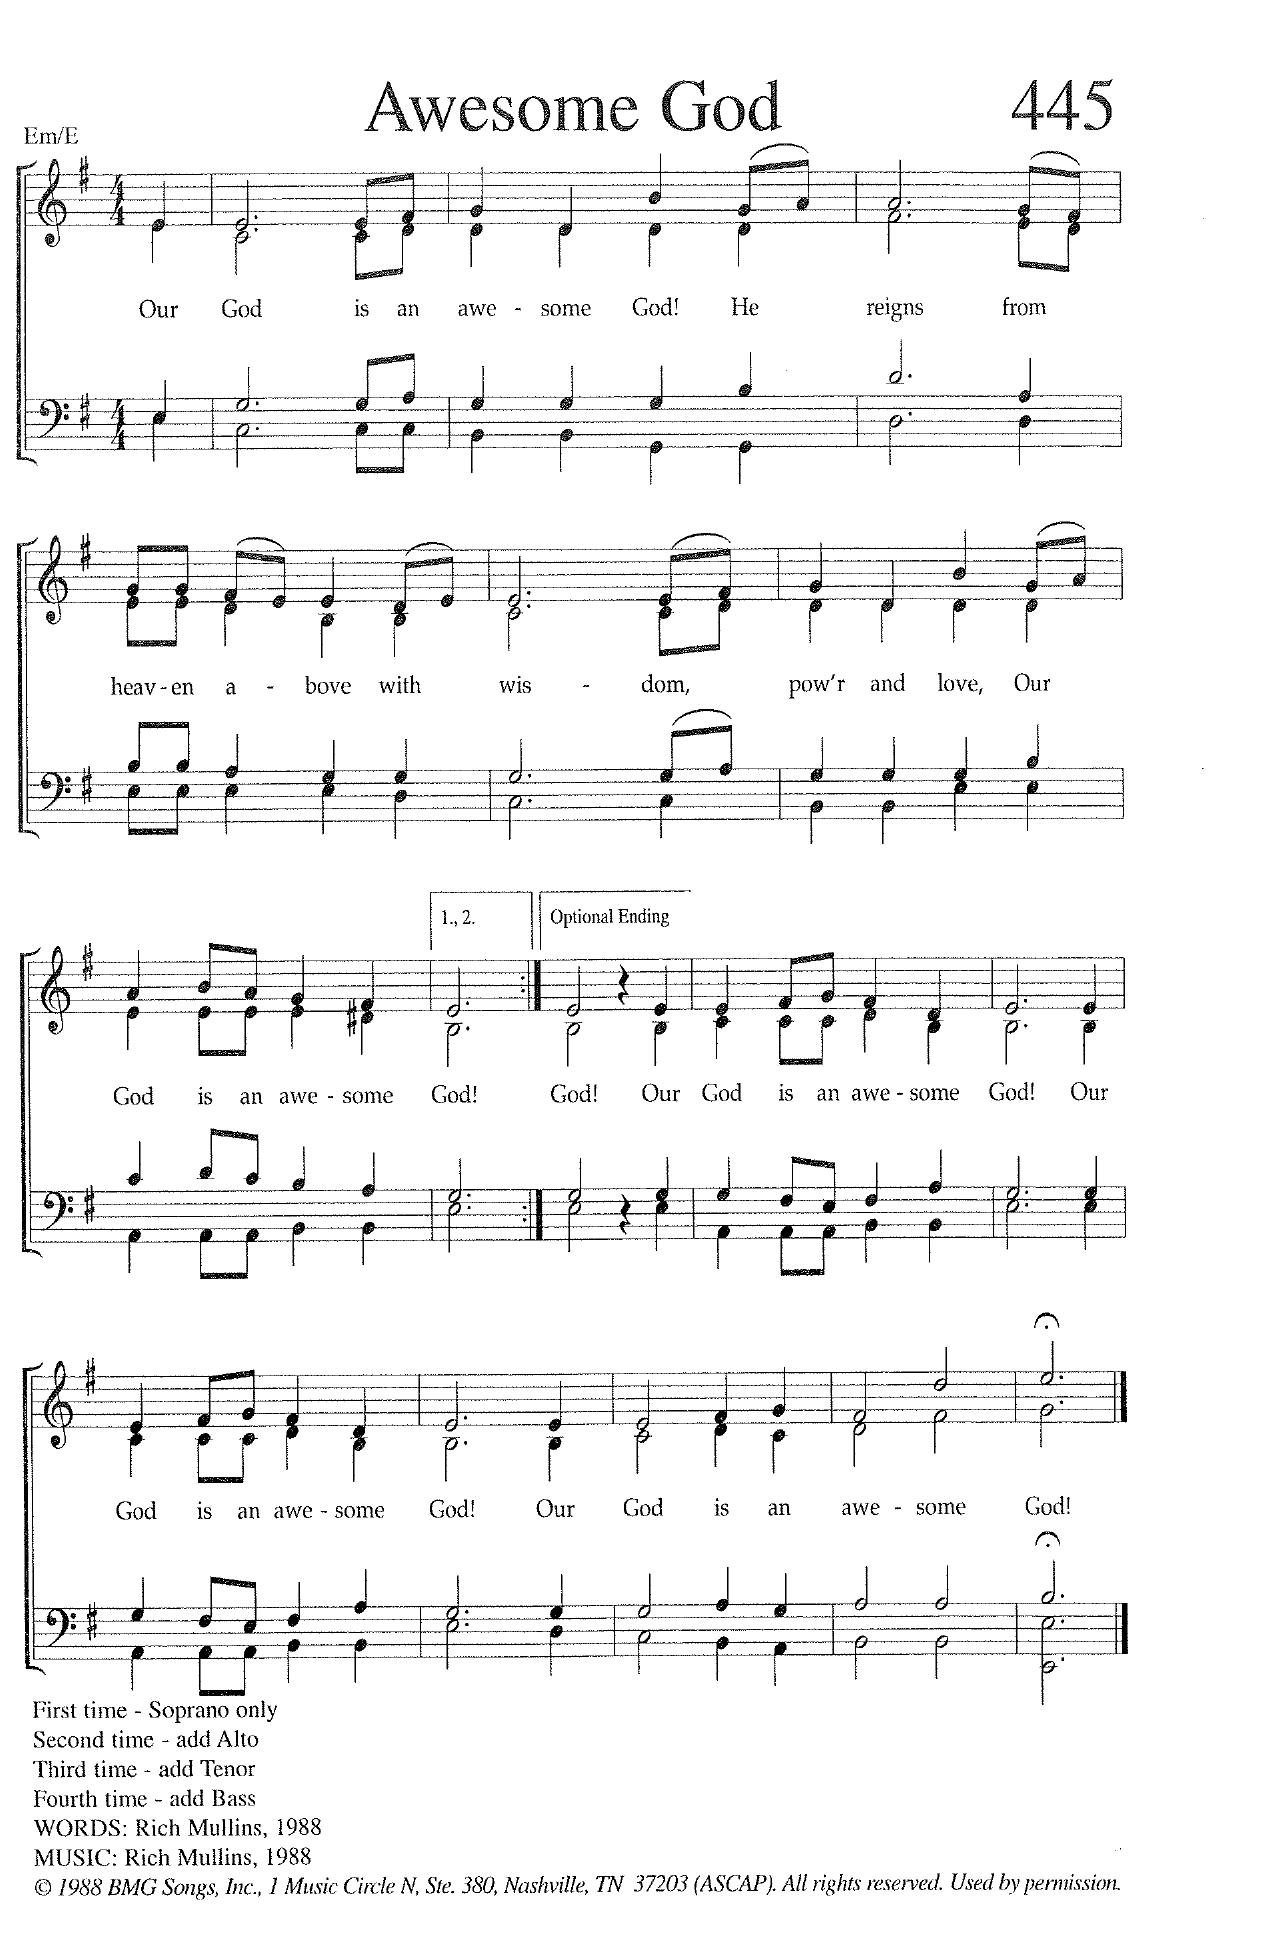 Awesome God 445
Em/E
Our God is an awe - some God! He reigns from
heav - en a - bove with wis - dom, pow'r and love, Our
1., 2. Optional Ending
God is an awe - some God! God! Our God is an awe - some God! Our
God is an awe - some God! Our God is an awe - some God!
First time - Soprano only
Second time - add Alto
Third time - add Tenor
Fourth time - add Bass
WORDS: Rich Mullins, 1988
MUSIC: Rich Mullins, 1988
© 1988 BMG Songs, Inc., 1 Music Circle N, Ste. 380, Nashville, TN 37203 (ASCAP). All rights reserved. Used by permission.